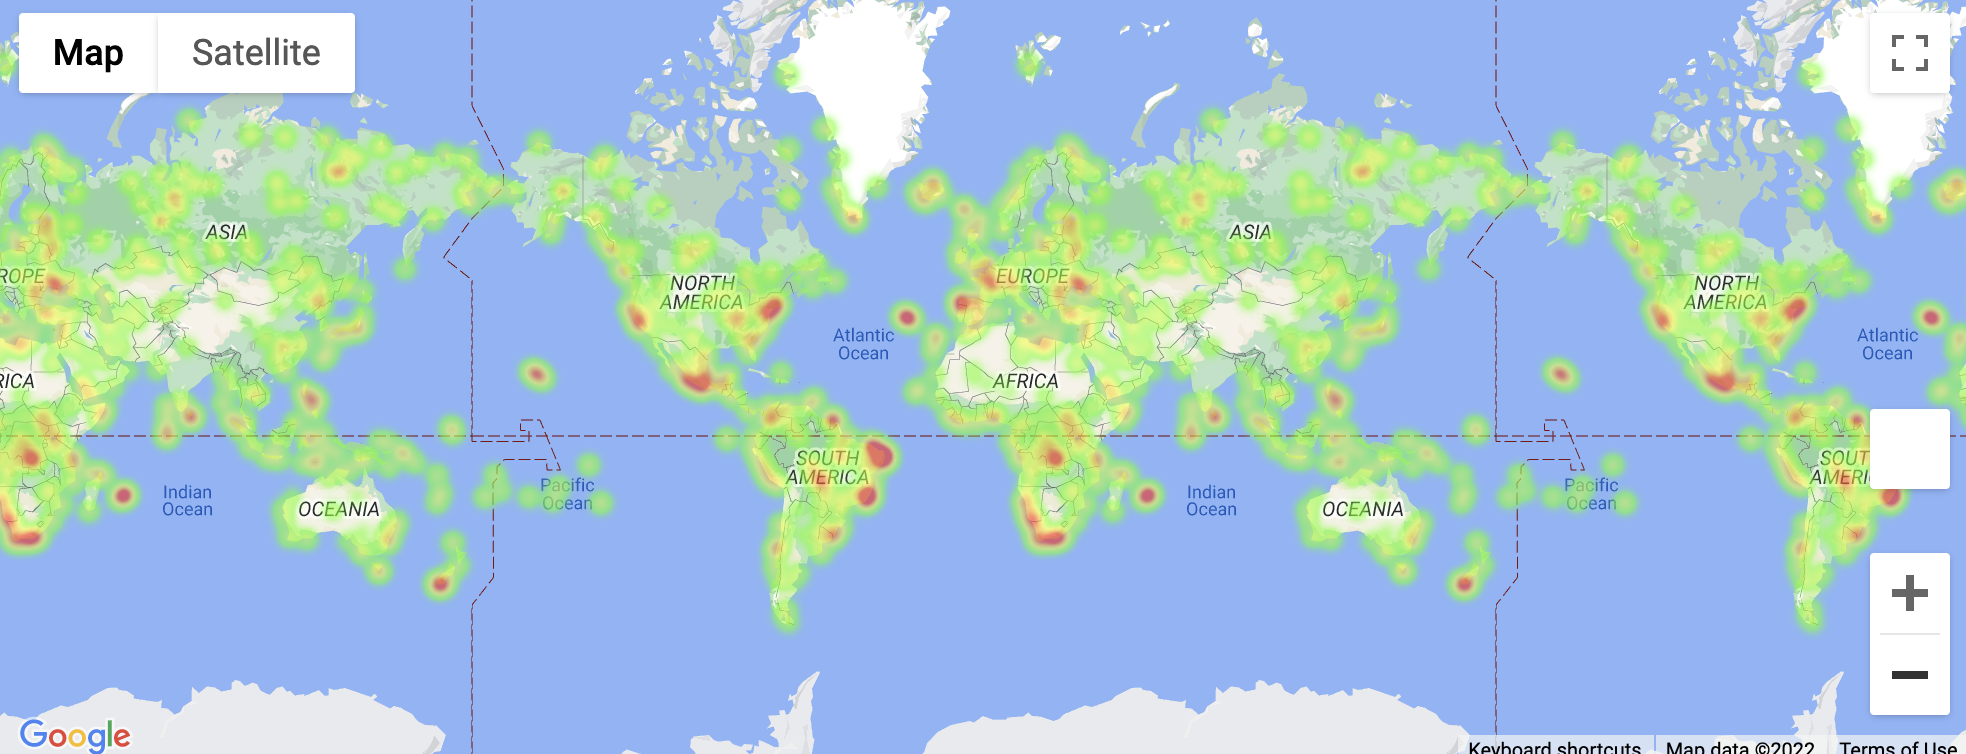 Map
Satellite
ASIA
ASIA
ROPE
NORTH
AMERICA
EUROPE
NORTH
AMERICA
Atlantic
Ocean
Atlantic
Ocean
RICA
AFRICA
SOUTH
AMERICA
SOUT
AMERI
Indian
Ocean
OCEANIA
Pacific
Ocean
Indian
Ocean
OCEANIA
Pacific
Ocean
Google
Keyboard shortcuts
Map data ©2022
Terms of Use